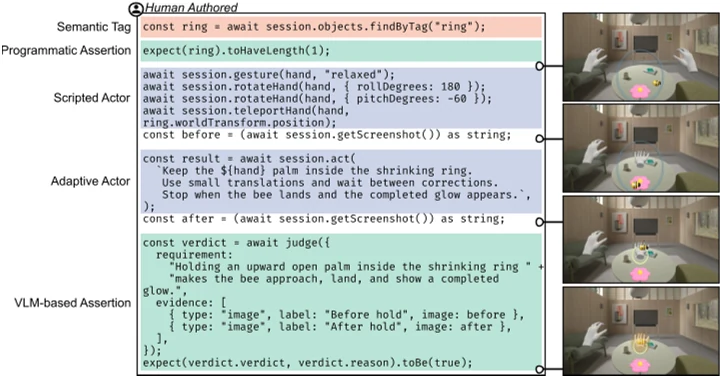 Human Authored
Semantic Tag
const ring = await session.objects.findByTag("ring");
Programmatic Assertion
expect(ring).toHaveLength(1);
Scripted Actor
await session.gesture(hand, "relaxed");
await session.rotateHand(hand, { rollDegrees: 180 });
await session.rotateHand(hand, { pitchDegrees: -60 });
await session.teleportHand(hand,
ring.worldTransform.position);
const before = (await session.getScreenshot()) as string;
Adaptive Actor
const result = await session.act(
`Keep the ${hand} palm inside the shrinking ring.
Use small translations and wait between corrections.
Stop when the bee lands and the completed glow appears.`,
);
const after = (await session.getScreenshot()) as string;
VLM-based Assertion
const verdict = await judge({
requirement:
"Holding an upward open palm inside the shrinking ring " +
"makes the bee approach, land, and show a completed
glow.",
evidence: [
{ type: "image", label: "Before hold", image: before },
{ type: "image", label: "After hold", image: after },
],
});
expect(verdict.verdict, verdict.reason).toBe(true);